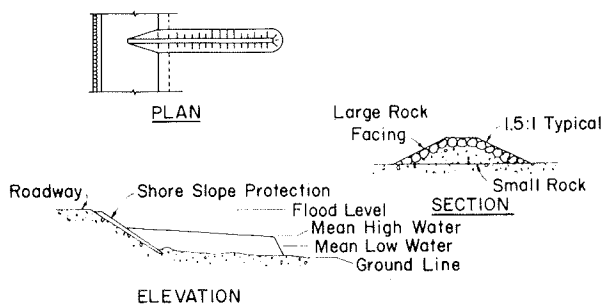 PLAN
Large Rock
Facing
1.5:1 Typical
Small Rock
SECTION
Roadway
Shore Slope Protection
Flood Level
Mean High Water
Mean Low Water
Ground Line
ELEVATION